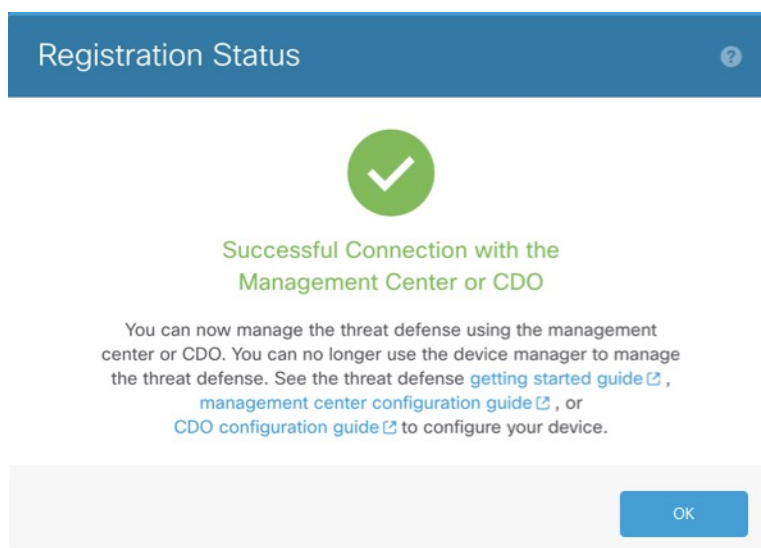 Registration Status
?
Successful Connection with the
Management Center or CDO
You can now manage the threat defense using the management
center or CDO. You can no longer use the device manager to manage
the threat defense. See the threat defense getting started guide ,
management center configuration guide , or
CDO configuration guide to configure your device.
OK